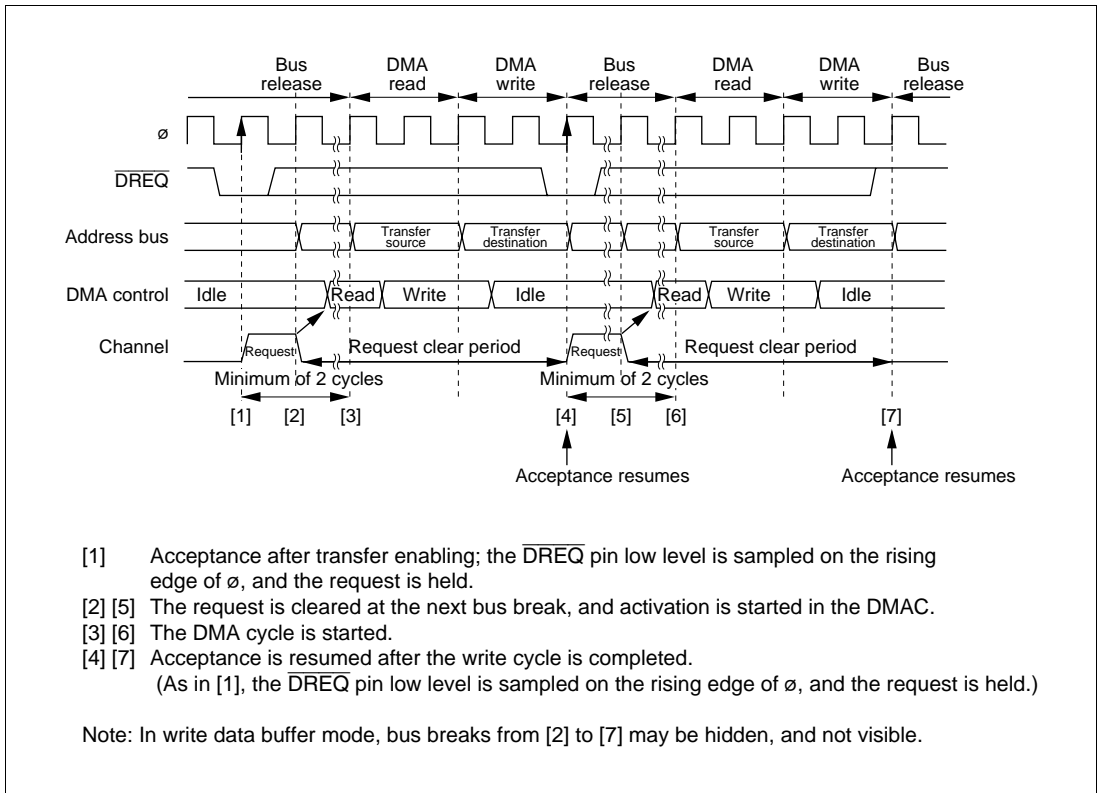 Bus release DMA read DMA write Bus release DMA read DMA write Bus release
ø
DREQ
Address bus Transfer source Transfer destination Transfer source Transfer destination
DMA control Idle Read Write Idle Read Write Idle
Channel Request Request clear period Request Request clear period
Minimum of 2 cycles Minimum of 2 cycles
[1] [2] [3] [4] [5] [6] [7]
Acceptance resumes Acceptance resumes
[1] Acceptance after transfer enabling; the DREQ pin low level is sampled on the rising
edge of ø, and the request is held.
[2] [5] The request is cleared at the next bus break, and activation is started in the DMAC.
[3] [6] The DMA cycle is started.
[4] [7] Acceptance is resumed after the write cycle is completed.
(As in [1], the DREQ pin low level is sampled on the rising edge of ø, and the request is held.)
Note: In write data buffer mode, bus breaks from [2] to [7] may be hidden, and not visible.